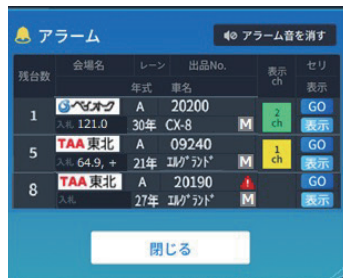 アラーム
アラーム音を消す
残台数 会場名 レーン 出品No. 表示ch セリ
年式 車名 表示
1 ベイオーク A 20200 2ch GO
入札 121.0 30年 CX-8 M 表示
5 TAA東北 A 09240 1ch GO
入札 64.9, + 21年 エルグランド M 表示
8 TAA東北 A 20190 GO
入札 27年 エルグランド M 表示
閉じる